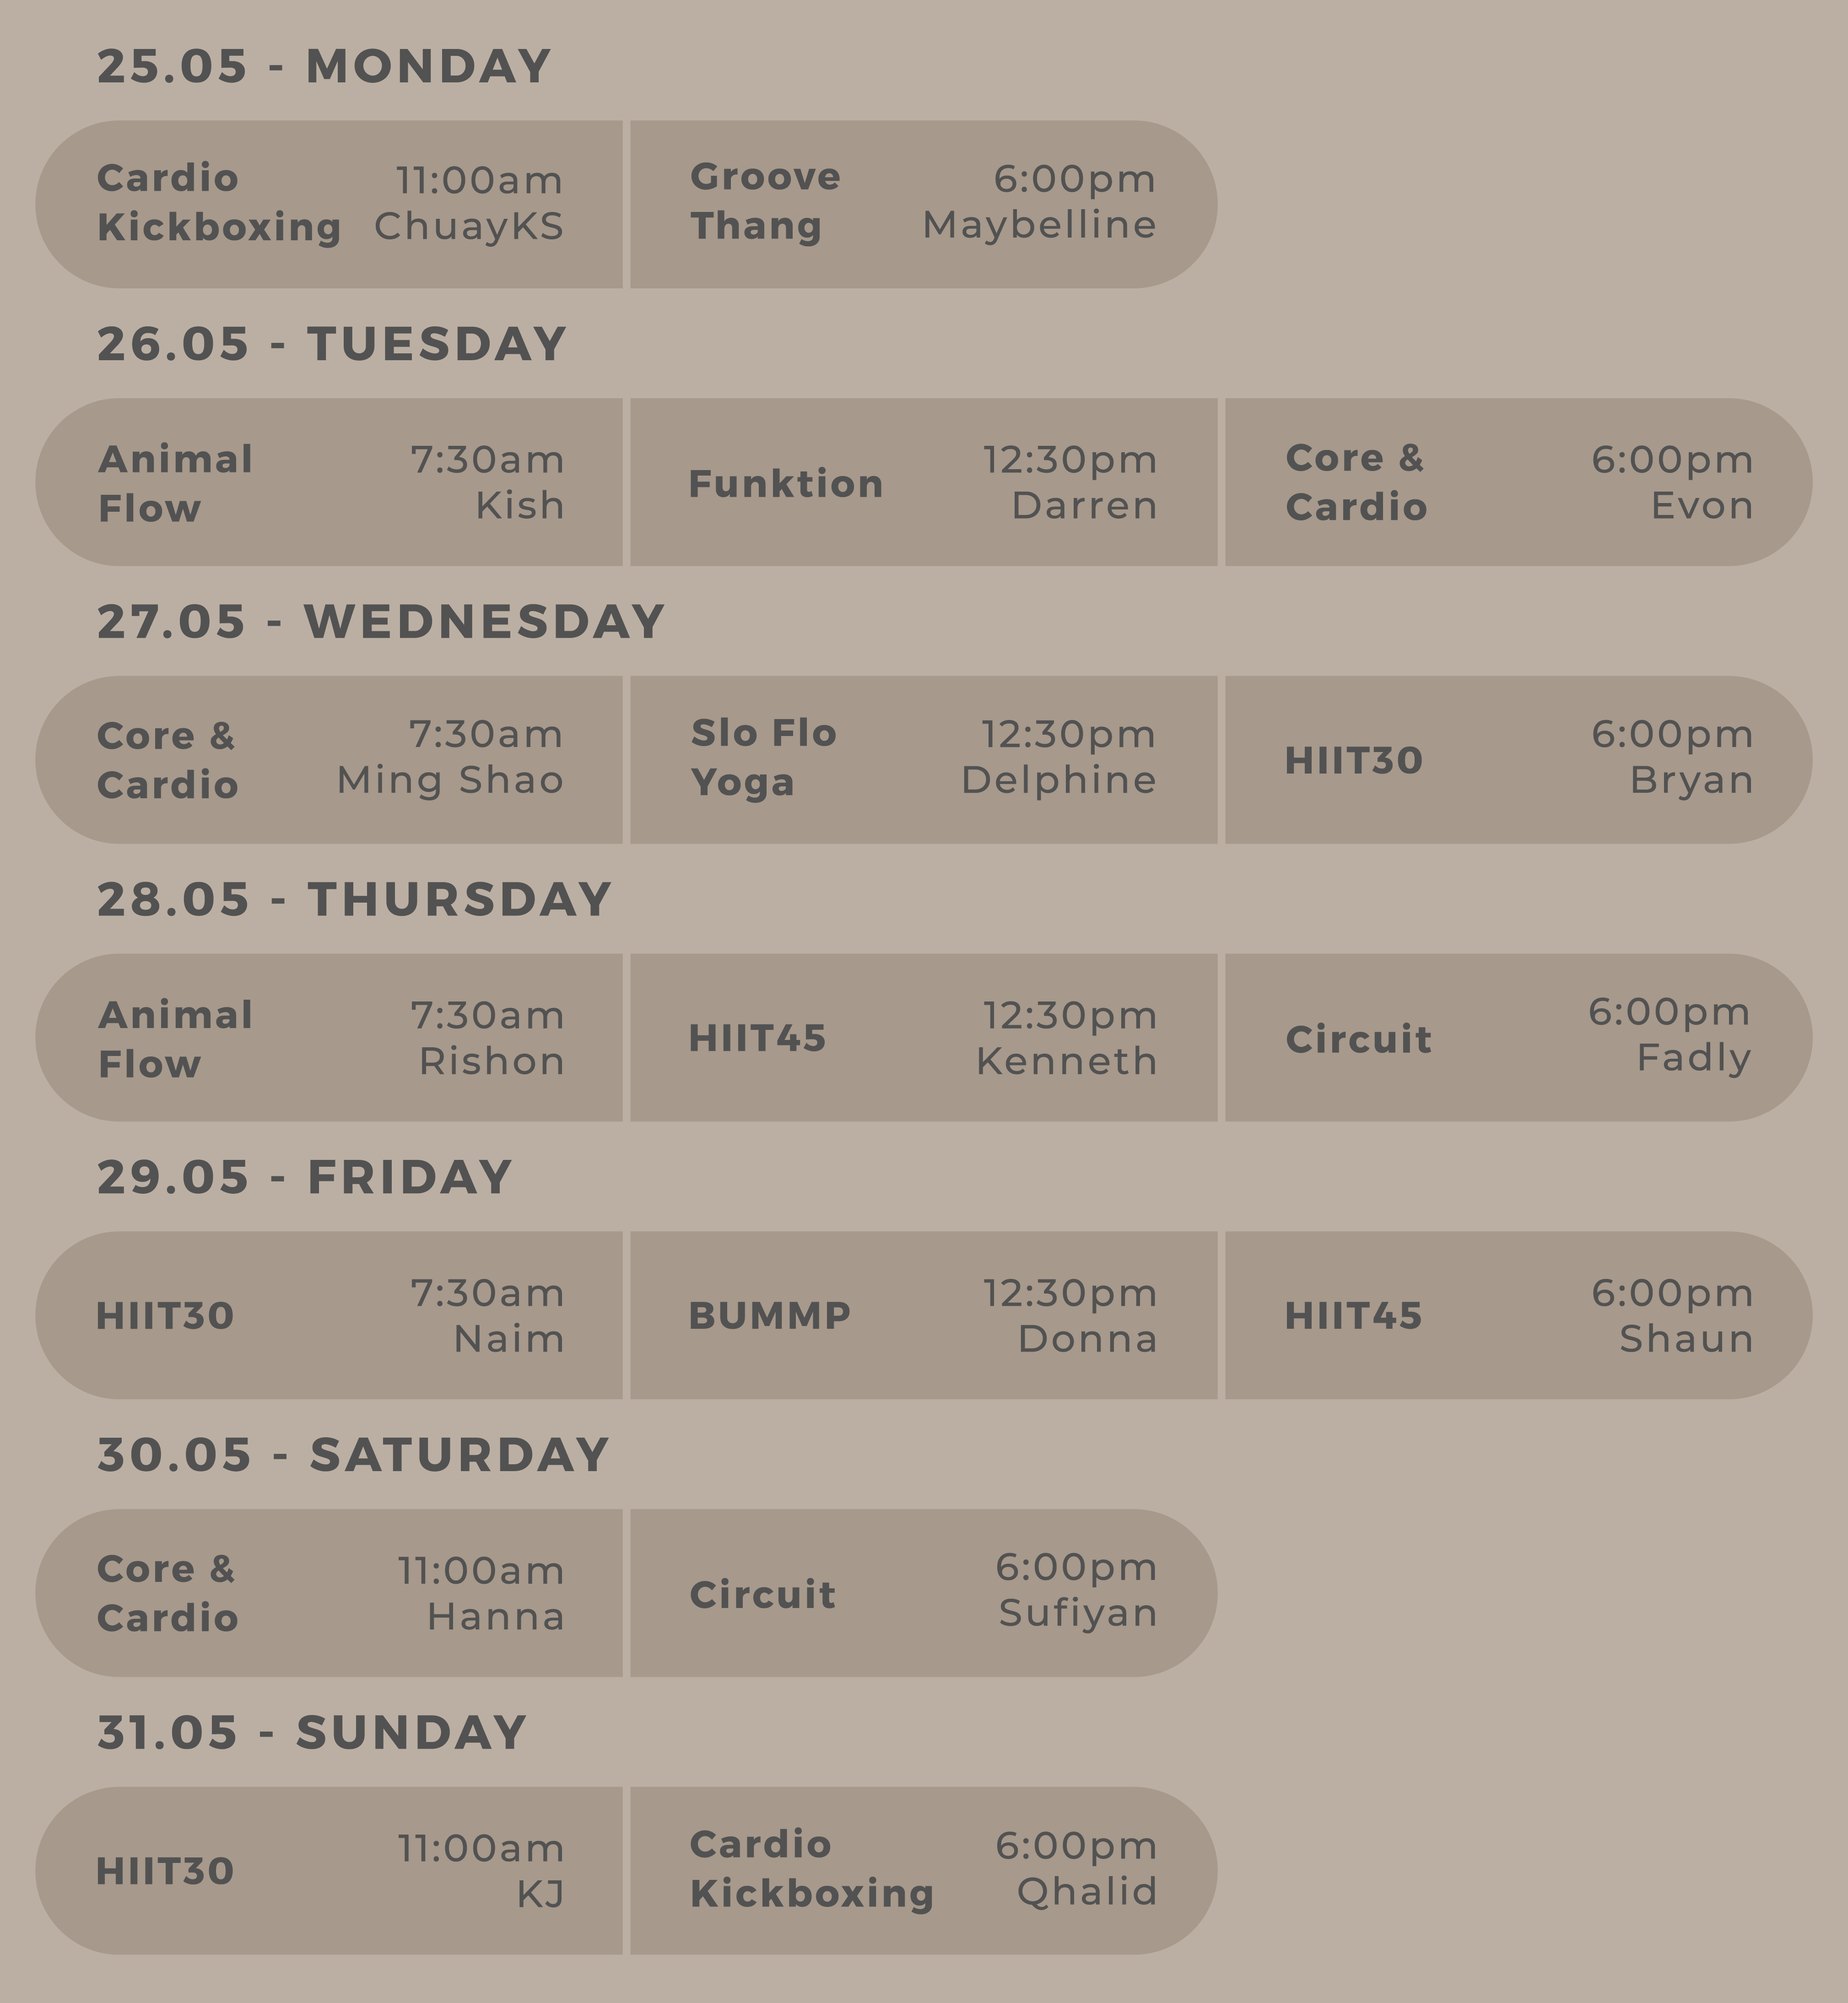 25.05 - MONDAY
Cardio
Kickboxing
11:00am
ChuayKS
Groove
Thang
6:00pm
Maybelline
26.05 - TUESDAY
Animal
Flow
7:30am
Kish
Funktion
12:30pm
Darren
Core &
Cardio
6:00pm
Evon
27.05 - WEDNESDAY
Core &
Cardio
7:30am
Ming Shao
Slo Flo
Yoga
12:30pm
Delphine
HIIT30
6:00pm
Bryan
28.05 - THURSDAY
Animal
Flow
7:30am
Rishon
HIIT45
12:30pm
Kenneth
Circuit
6:00pm
Fadly
29.05 - FRIDAY
HIIT30
7:30am
Naim
BUMMP
12:30pm
Donna
HIIT45
6:00pm
Shaun
30.05 - SATURDAY
Core &
Cardio
11:00am
Hanna
Circuit
6:00pm
Sufiyan
31.05 - SUNDAY
HIIT30
11:00am
KJ
Cardio
Kickboxing
6:00pm
Qhalid